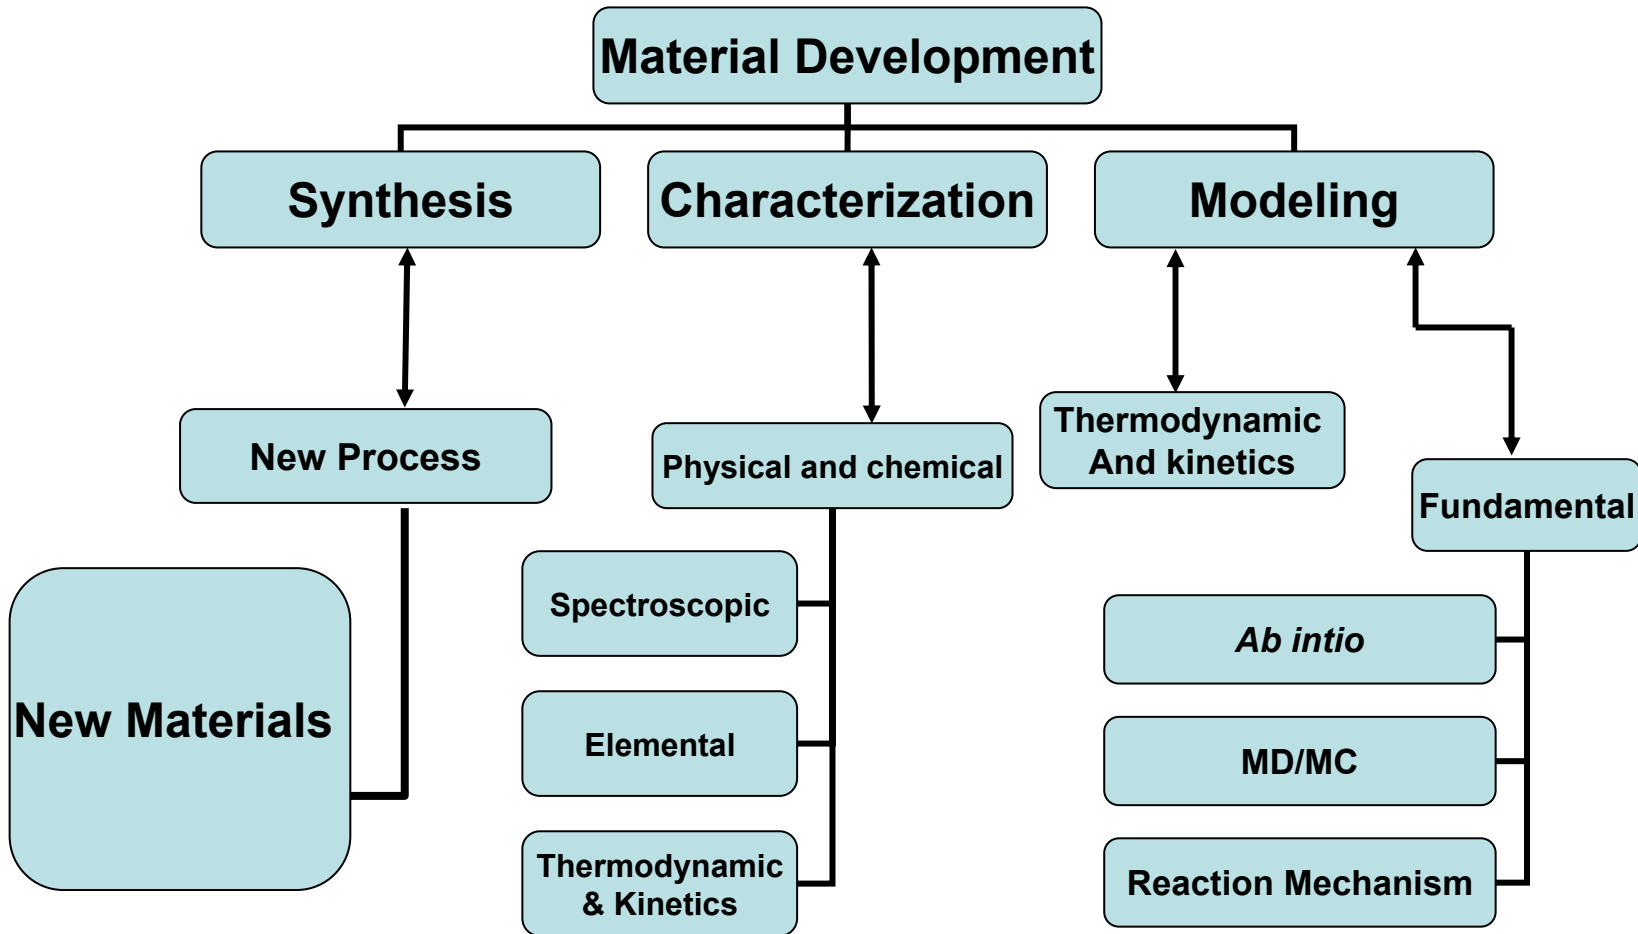 Material Development
Synthesis
Characterization
Modeling
New Process
Physical and chemical
Thermodynamic
And kinetics
Fundamental
New Materials
Spectroscopic
Elemental
Thermodynamic
& Kinetics
Ab intio
MD/MC
Reaction Mechanism